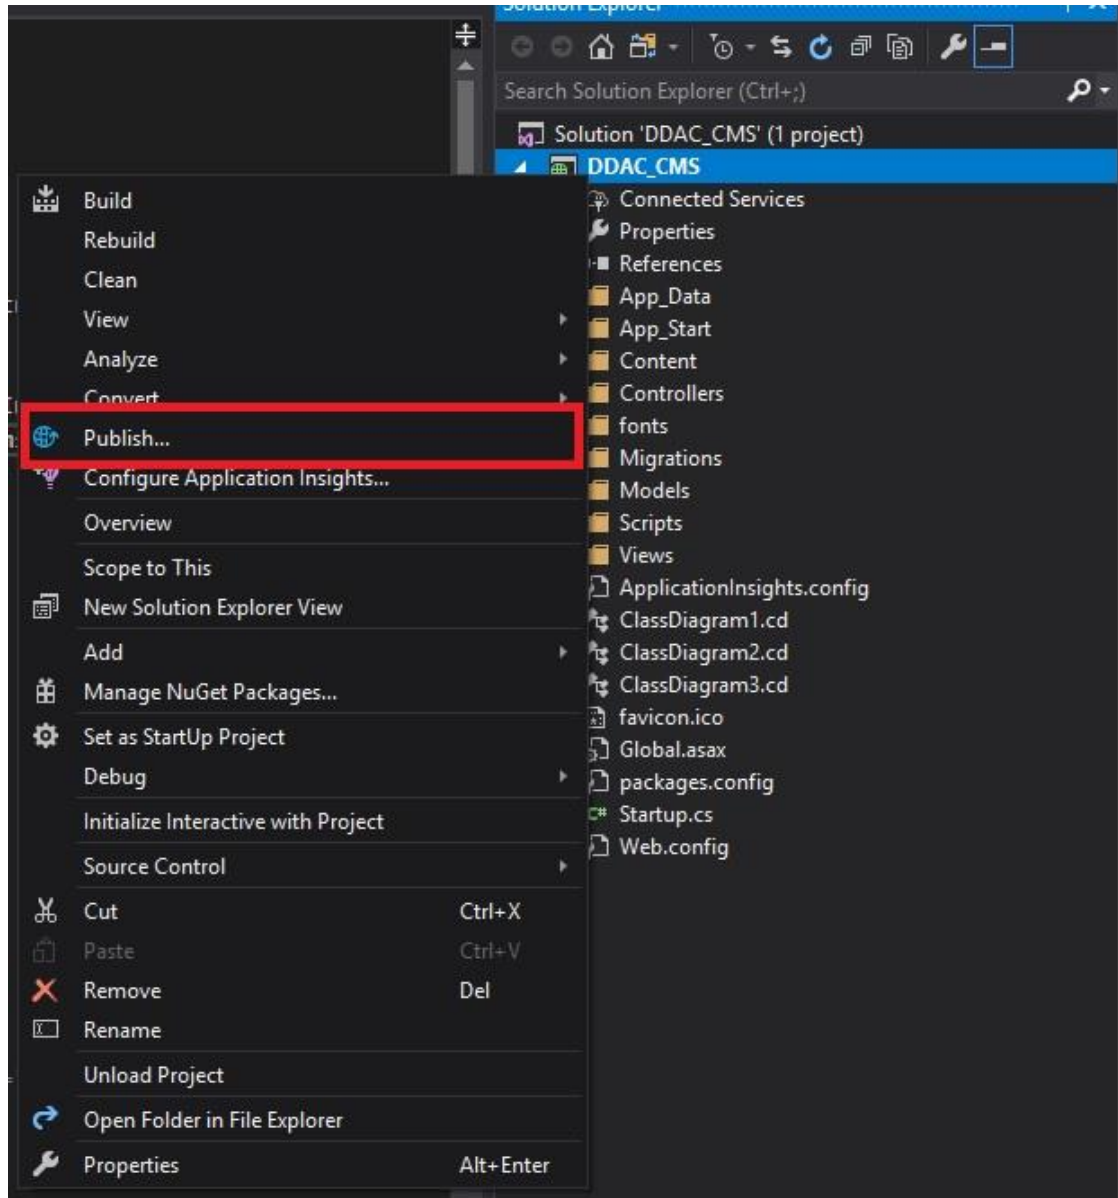 Solution Explorer
Search Solution Explorer (Ctrl+;)
Solution 'DDAC_CMS' (1 project)
DDAC_CMS
Connected Services
Properties
References
App_Data
App_Start
Content
Controllers
fonts
Migrations
Models
Scripts
Views
ApplicationInsights.config
ClassDiagram1.cd
ClassDiagram2.cd
ClassDiagram3.cd
favicon.ico
Global.asax
packages.config
Startup.cs
Web.config
Build
Rebuild
Clean
View
Analyze
Convert
Publish...
Configure Application Insights...
Overview
Scope to This
New Solution Explorer View
Add
Manage NuGet Packages...
Set as StartUp Project
Debug
Initialize Interactive with Project
Source Control
Cut Ctrl+X
Paste Ctrl+V
Remove Del
Rename
Unload Project
Open Folder in File Explorer
Properties Alt+Enter